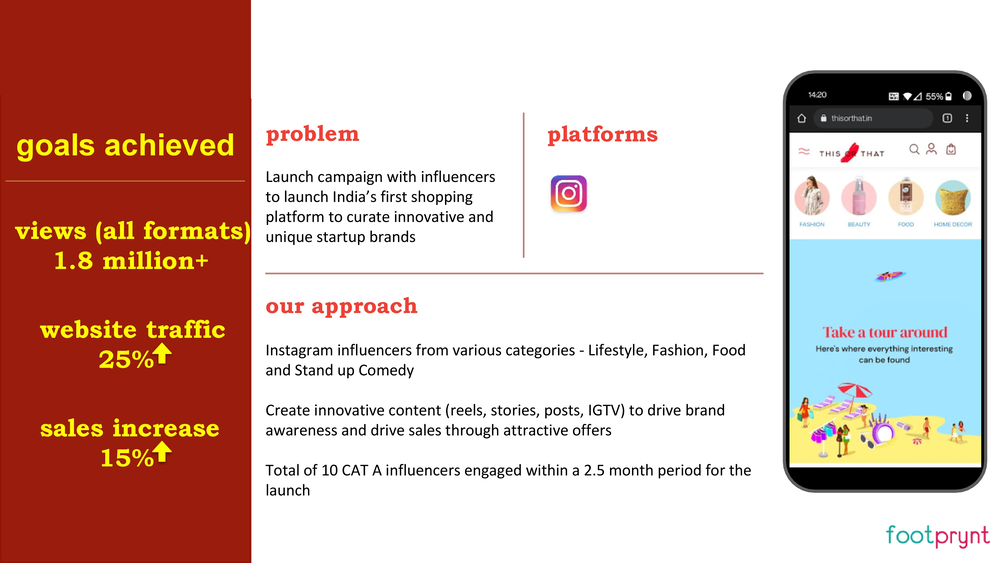 goals achieved
views (all formats)
1.8 million+
website traffic
25%
sales increase
15%
problem
Launch campaign with influencers
to launch India’s first shopping
platform to curate innovative and
unique startup brands
platforms
our approach
Instagram influencers from various categories - Lifestyle, Fashion, Food
and Stand up Comedy
Create innovative content (reels, stories, posts, IGTV) to drive brand
awareness and drive sales through attractive offers
Total of 10 CAT A influencers engaged within a 2.5 month period for the
launch
14:20
55%
thisorthat.in
THIS OR THAT
FASHION BEAUTY FOOD HOME DECOR
Take a tour around
Here's where everything interesting
can be found
footprynt